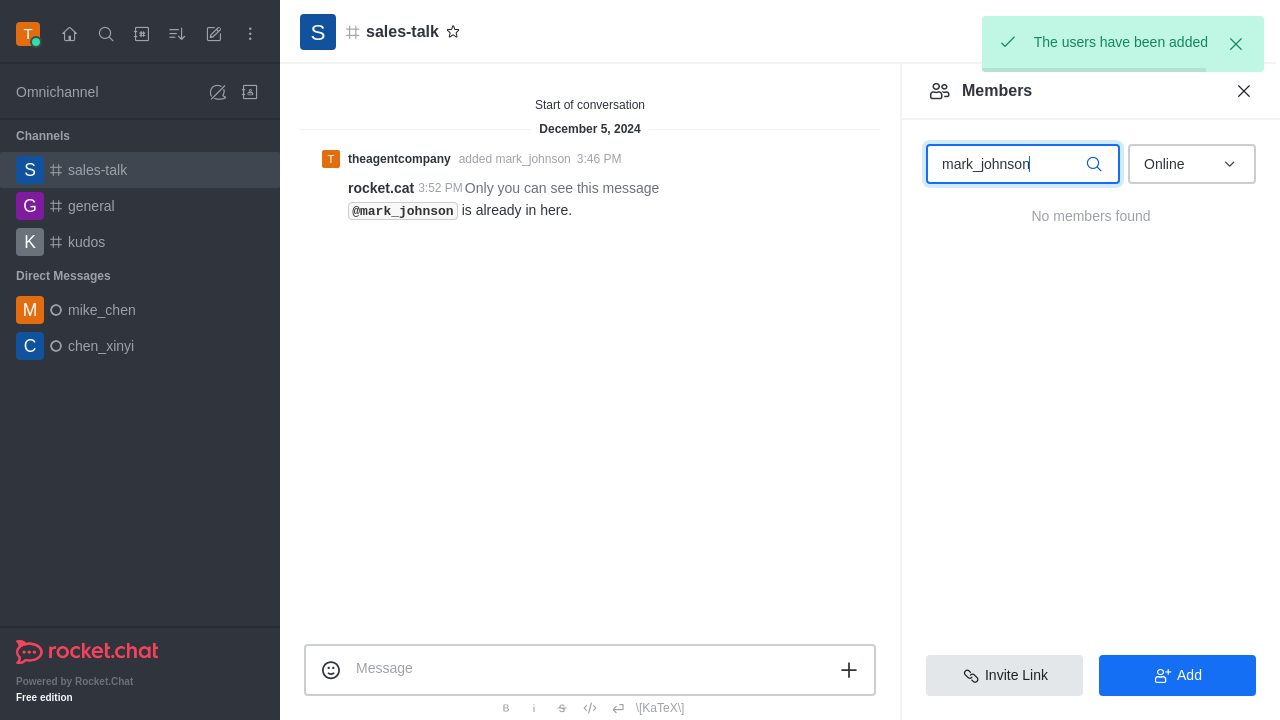 T
Omnichannel
Channels
S sales-talk
G general
K kudos
Direct Messages
M mike_chen
C chen_xinyi
rocket.chat
Powered by Rocket.Chat
Free edition
S sales-talk
Start of conversation
December 5, 2024
T theagentcompany added mark_johnson 3:46 PM
rocket.cat 3:52 PM Only you can see this message
@mark_johnson is already in here.
Message
B i S \[KaTeX\]
The users have been added
Members
mark_johnson Online
No members found
Invite Link Add